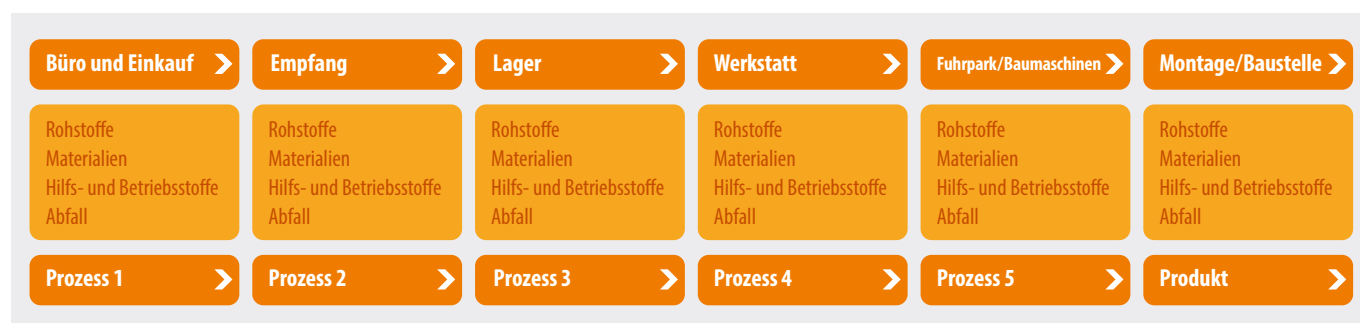 Büro und Einkauf
Empfang
Lager
Werkstatt
Fuhrpark/Baumaschinen
Montage/Baustelle
Rohstoffe
Materialien
Hilfs- und Betriebsstoffe
Abfall
Rohstoffe
Materialien
Hilfs- und Betriebsstoffe
Abfall
Rohstoffe
Materialien
Hilfs- und Betriebsstoffe
Abfall
Rohstoffe
Materialien
Hilfs- und Betriebsstoffe
Abfall
Rohstoffe
Materialien
Hilfs- und Betriebsstoffe
Abfall
Rohstoffe
Materialien
Hilfs- und Betriebsstoffe
Abfall
Prozess 1
Prozess 2
Prozess 3
Prozess 4
Prozess 5
Produkt